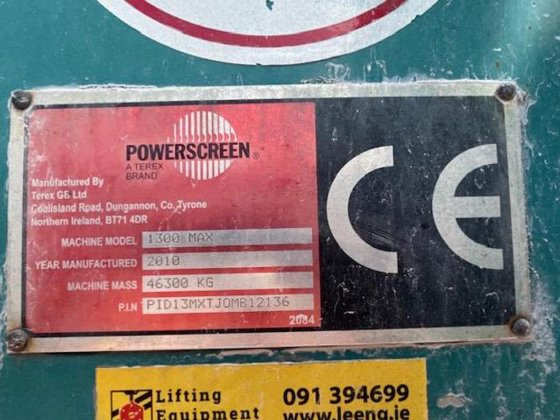 POWERSCREEN®
A TEREX
BRAND
Manufactured By
Terex GB Ltd
Coalisland Road, Dungannon, Co. Tyrone
Northern Ireland, BT71 4DR
MACHINE MODEL 1300 MAX
YEAR MANUFACTURED 2010
MACHINE MASS 46300 KG
P.I.N PID13MXTJOMB12136
2084
CE
Lifting
Equipment
091 394699
www.leeng.ie